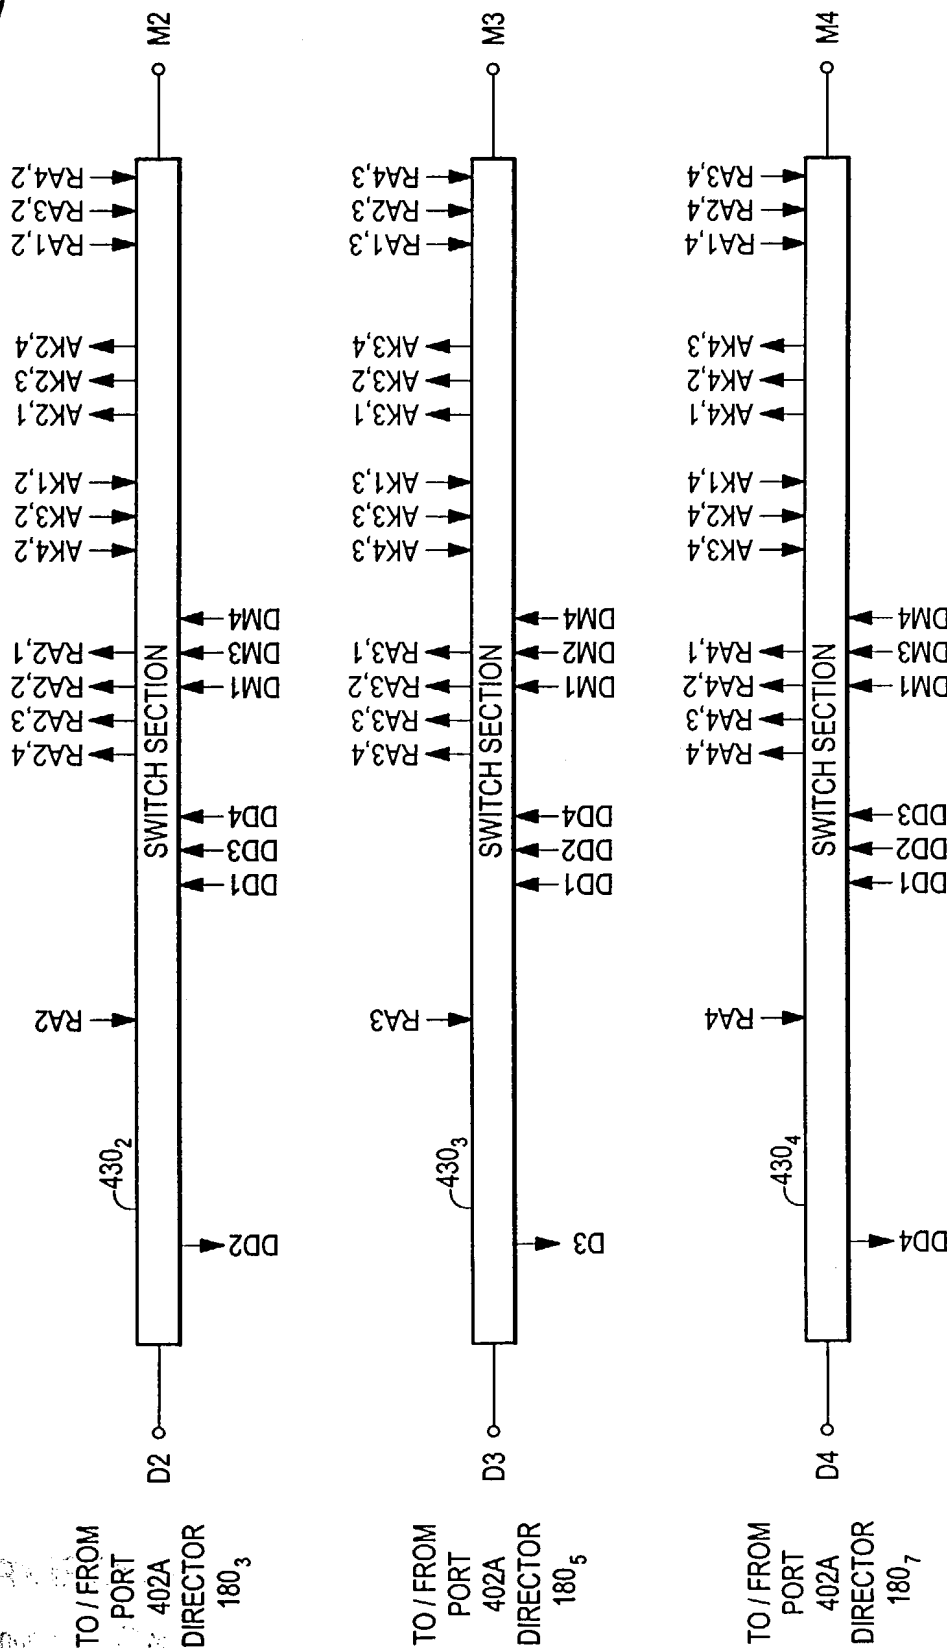 M2
RA4,2
RA3,2
RA1,2
AK2,4
AK2,3
AK2,1
AK1,2
AK3,2
AK4,2
RA2,1
RA2,2
RA2,3
RA2,4
DM4
DM3
DM1
SWITCH SECTION
DD4
DD3
DD1
RA2
430₂
DD2
D2
TO / FROM
PORT
402A
DIRECTOR
180₃
M3
RA4,3
RA2,3
RA1,3
AK3,4
AK3,2
AK3,1
AK1,3
AK3,3
AK4,3
RA3,1
RA3,2
RA3,3
RA3,4
DM4
DM2
DM1
SWITCH SECTION
DD4
DD2
DD1
RA3
430₃
D3
D3
TO / FROM
PORT
402A
DIRECTOR
180₅
M4
RA3,4
RA2,4
RA1,4
AK4,3
AK4,2
AK4,1
AK1,4
AK2,4
AK3,4
RA4,1
RA4,2
RA4,3
RA4,4
DM4
DM3
DM1
SWITCH SECTION
DD3
DD2
DD1
RA4
430₄
DD4
D4
TO / FROM
PORT
402A
DIRECTOR
180₇